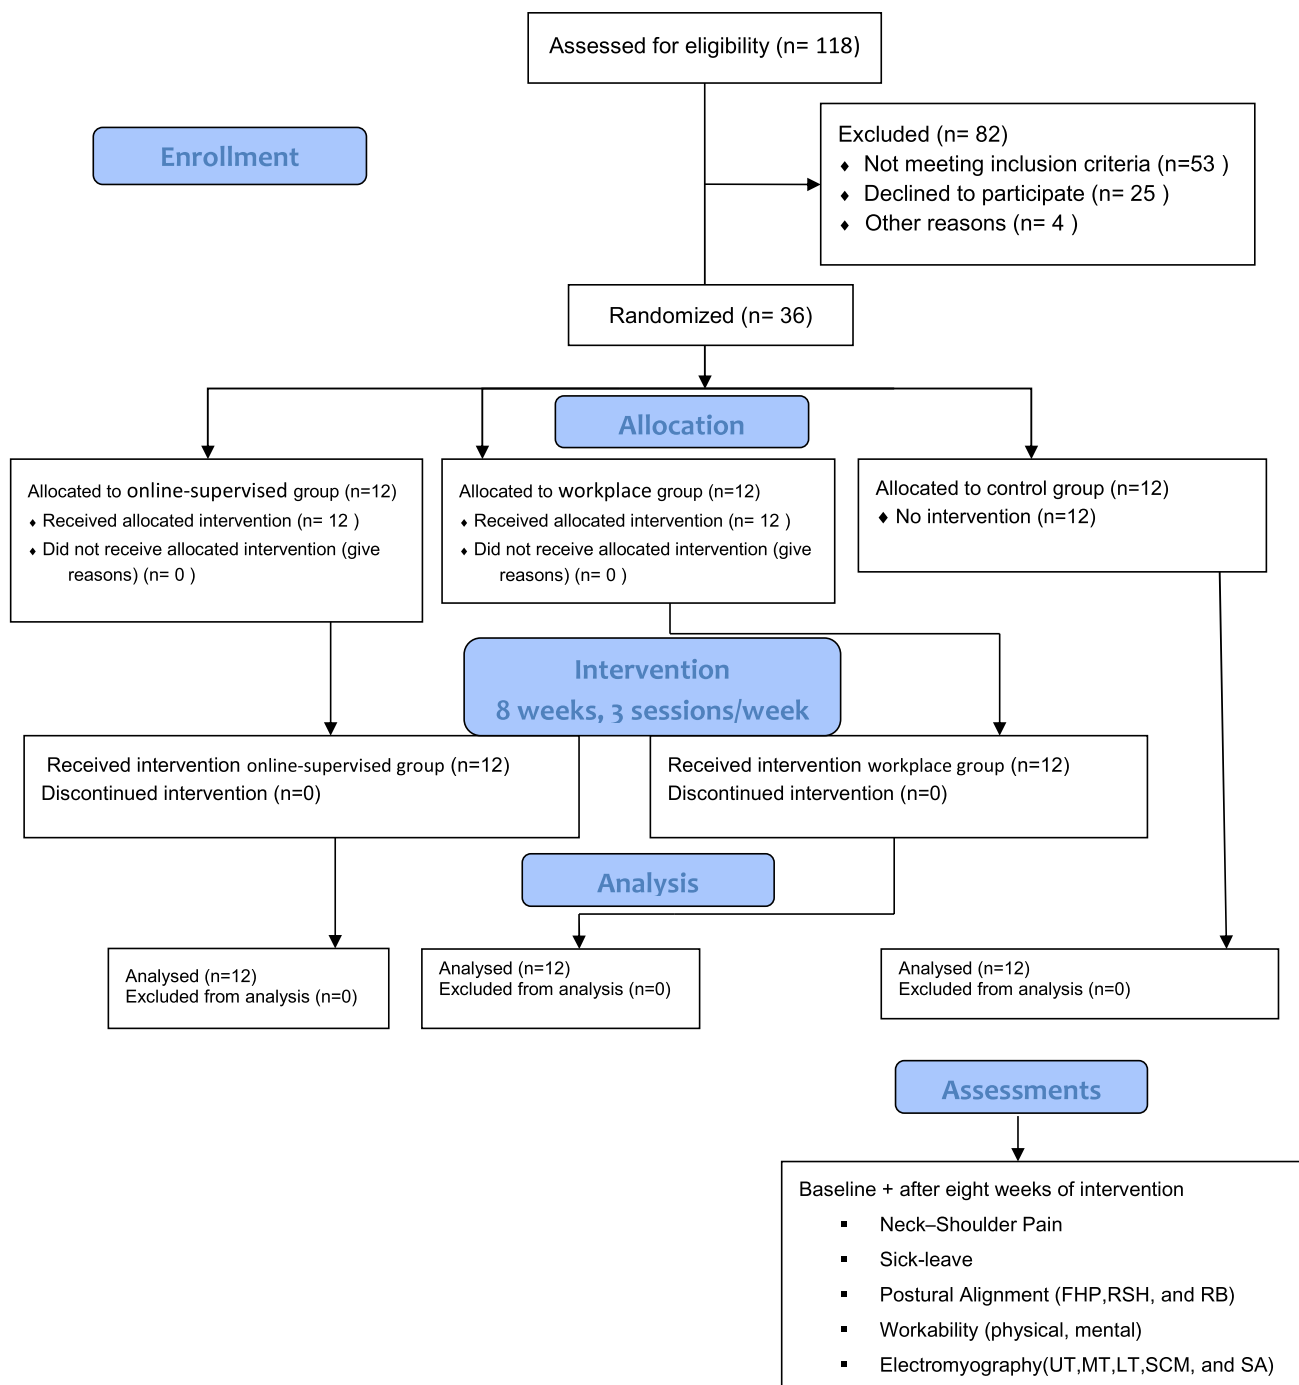 Assessed for eligibility (n= 118)
Enrollment
Excluded (n= 82)
♦ Not meeting inclusion criteria (n=53 )
♦ Declined to participate (n= 25 )
♦ Other reasons (n= 4 )
Randomized (n= 36)
Allocation
Allocated to online-supervised group (n=12)
♦ Received allocated intervention (n= 12 )
♦ Did not receive allocated intervention (give
reasons) (n= 0 )
Allocated to workplace group (n=12)
♦ Received allocated intervention (n= 12 )
♦ Did not receive allocated intervention (give
reasons) (n= 0 )
Allocated to control group (n=12)
♦ No intervention (n=12)
Intervention
8 weeks, 3 sessions/week
Received intervention online-supervised group (n=12)
Discontinued intervention (n=0)
Received intervention workplace group (n=12)
Discontinued intervention (n=0)
Analysis
Analysed (n=12)
Excluded from analysis (n=0)
Analysed (n=12)
Excluded from analysis (n=0)
Analysed (n=12)
Excluded from analysis (n=0)
Assessments
Baseline + after eight weeks of intervention
▪ Neck–Shoulder Pain
▪ Sick-leave
▪ Postural Alignment (FHP,RSH, and RB)
▪ Workability (physical, mental)
▪ Electromyography(UT,MT,LT,SCM, and SA)